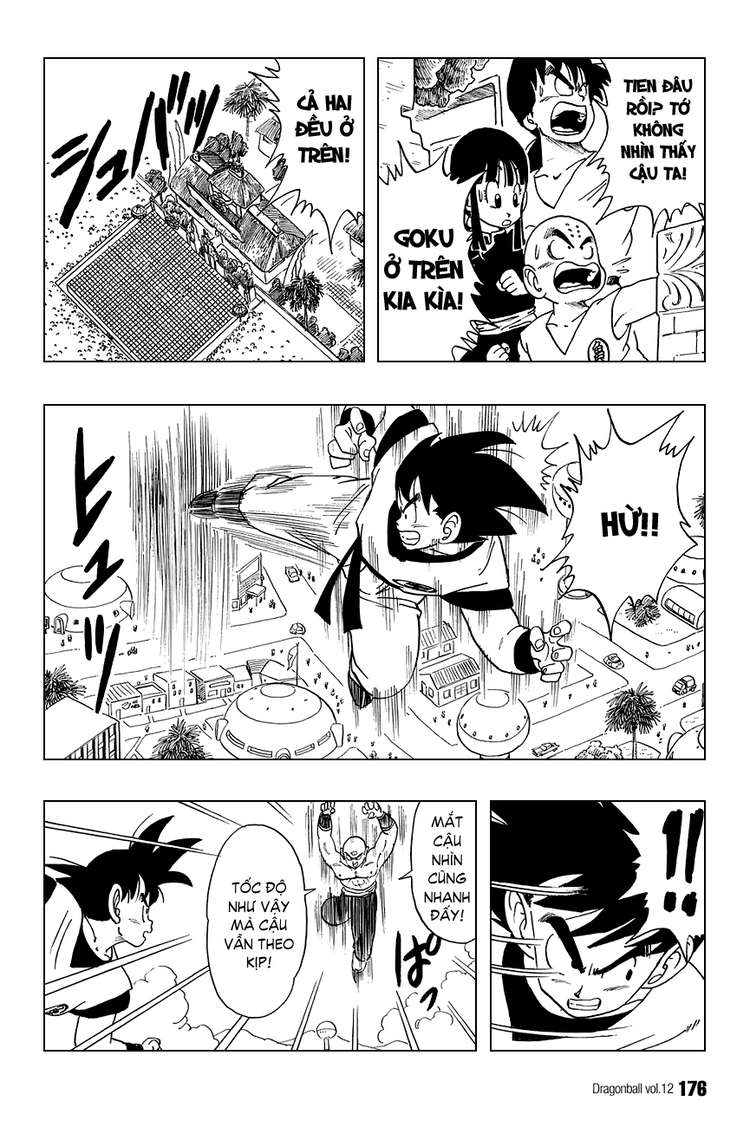 TIEN ĐÂU
RỒI? TỚ
KHÔNG
NHÌN THẤY
CẬU TA!
GOKU
Ở TRÊN
KIA KÌA!
CẢ HAI
ĐỀU Ở
TRÊN!
シュババッ
HỪ!!
ヒュー
!!
MẮT
CẬU
NHÌN
CŨNG
NHANH
ĐẤY!
TỐC ĐỘ
NHƯ VẬY
MÀ CẬU
VẪN THEO
KỊP!
ぱっ
Dragonball vol.12 176